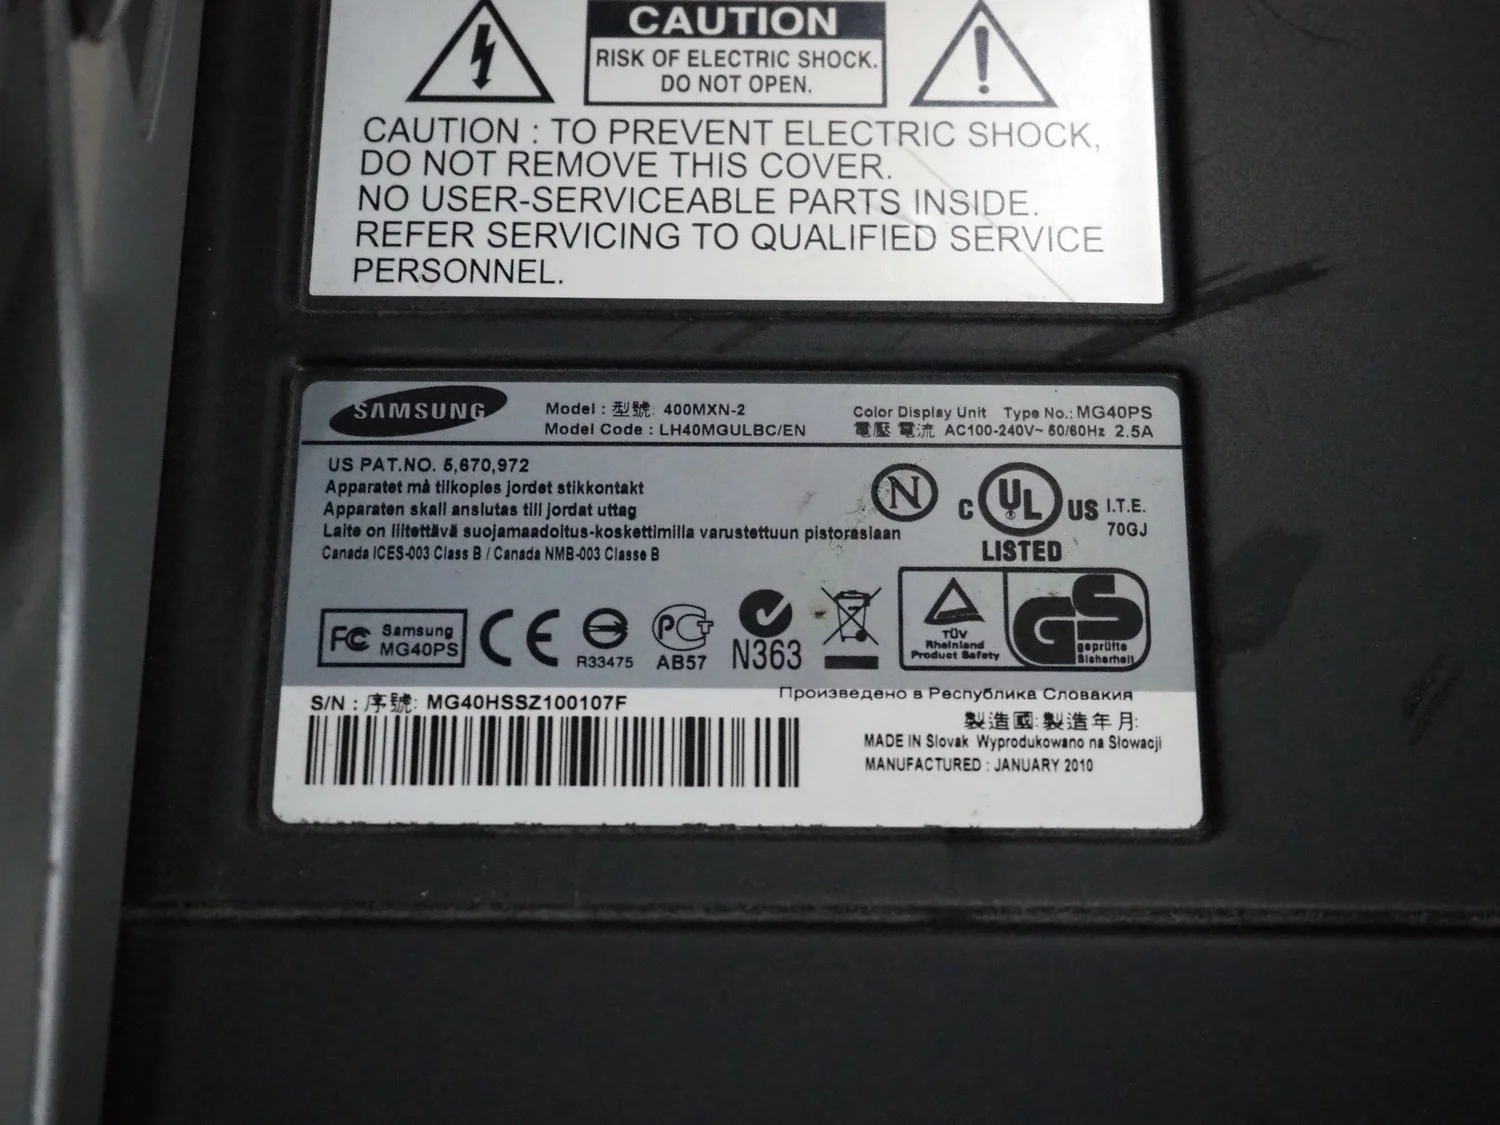 CAUTION
RISK OF ELECTRIC SHOCK.
DO NOT OPEN.
CAUTION : TO PREVENT ELECTRIC SHOCK,
DO NOT REMOVE THIS COVER.
NO USER-SERVICEABLE PARTS INSIDE.
REFER SERVICING TO QUALIFIED SERVICE
PERSONNEL.
SAMSUNG
Model : 型號: 400MXN-2
Model Code : LH40MGULBC/EN
Color Display Unit Type No.: MG40PS
電壓 電流 AC100-240V~ 50/60Hz 2.5A
US PAT.NO. 5,670,972
Apparatet må tilkoples jordet stikkontakt
Apparaten skall anslutas till jordat uttag
Laite on liitettävä suojamaadoitus-koskettimilla varustettuun pistorasiaan
Canada ICES-003 Class B / Canada NMB-003 Classe B
N
C UL US I.T.E.
70GJ
LISTED
FC Samsung
MG40PS
CE
R33475
РСТ
AB57
N363
TÜV
Rheinland
Product Safety
GS
geprüfte
Sicherheit
S/N : 序號: MG40HSSZ100107F
Произведено в Республика Словакия
製造國: 製造年月:
MADE IN Slovak Wyprodukowano na Słowacji
MANUFACTURED : JANUARY 2010